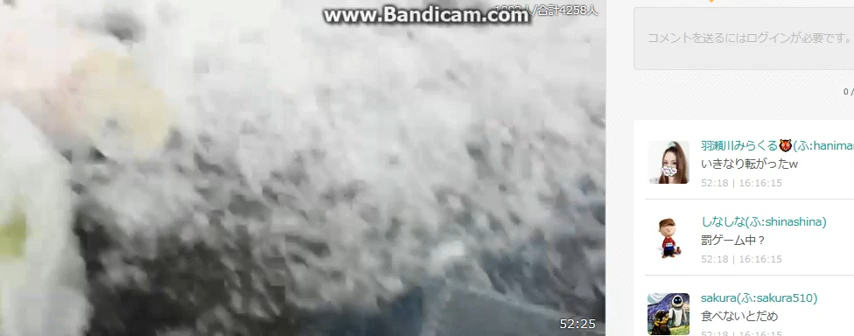 www.Bandicam.com
人/合計4258人
コメントを送るにはログインが必要です。
0 /
羽瀬川みらくる🐯(ふ:hanima
いきなり転がったw
52:18 | 16:16:15
しなしな(ふ:shinashina)
罰ゲーム中？
52:18 | 16:16:15
sakura(ふ:sakura510)
食べないとだめ
52:18 | 16:16:15
52:25